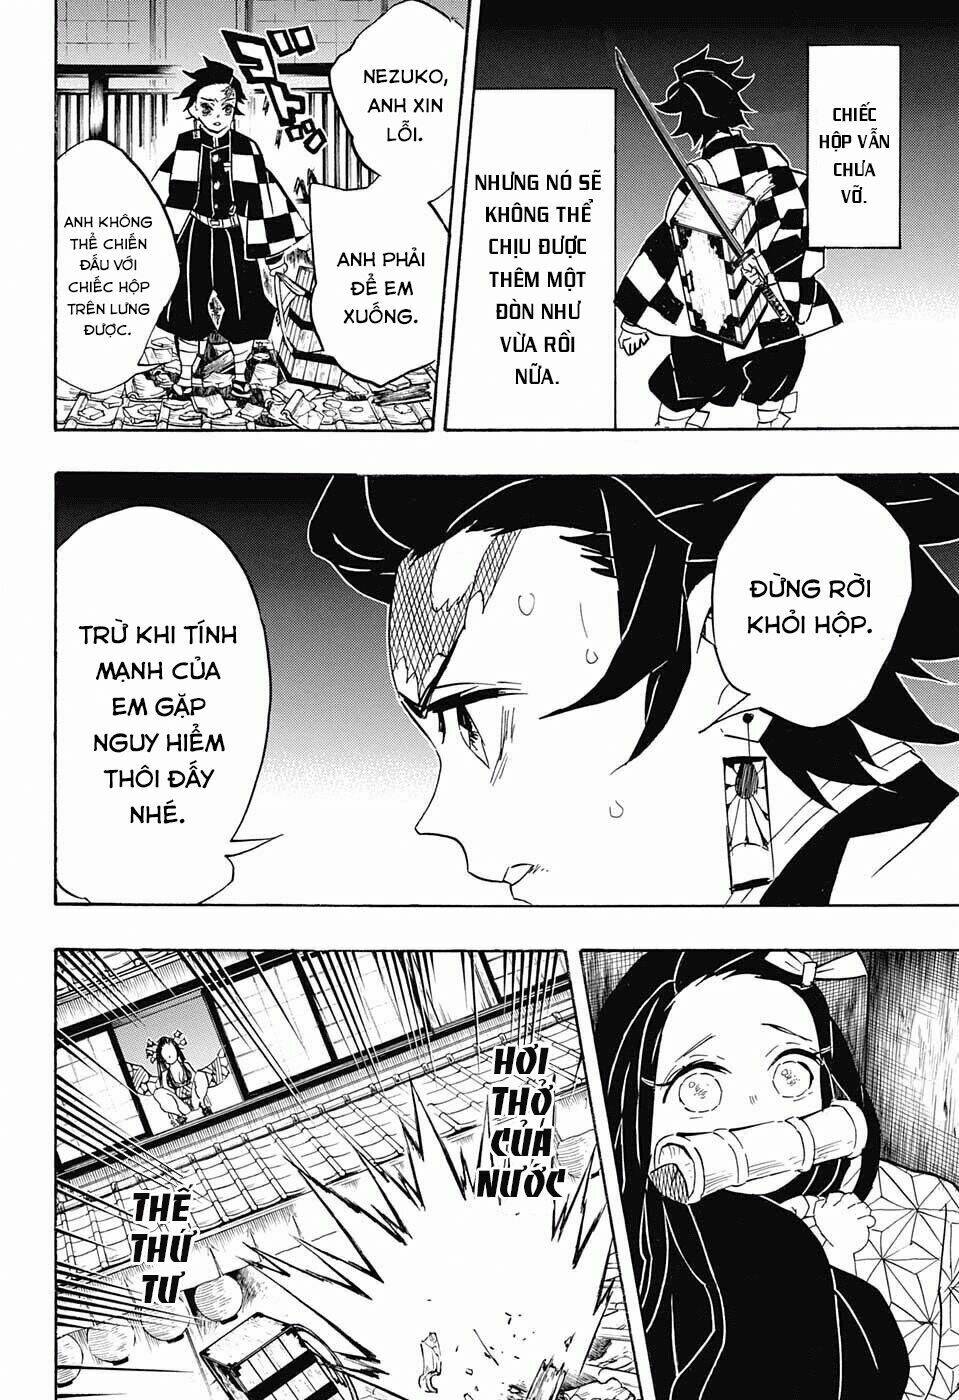 CHIẾC
HỘP VẪN
CHƯA
VỠ.
NHƯNG NÓ SẼ
KHÔNG THỂ
CHỊU ĐƯỢC
THÊM MỘT
ĐÒN NHƯ
VỪA RỒI
NỮA.
NEZUKO,
ANH XIN
LỖI.
ANH PHẢI
ĐỂ EM
XUỐNG.
ANH KHÔNG
THỂ CHIẾN
ĐẤU VỚI
CHIẾC HỘP
TRÊN LƯNG
ĐƯỢC.
ĐỪNG RỜI
KHỎI HỘP.
TRỪ KHI TÍNH
MẠNH CỦA
EM GẶP
NGUY HIỂM
THÔI ĐẤY
NHÉ.
HƠI
THỞ
CỦA
NƯỚC
THẾ
THỨ
TƯ